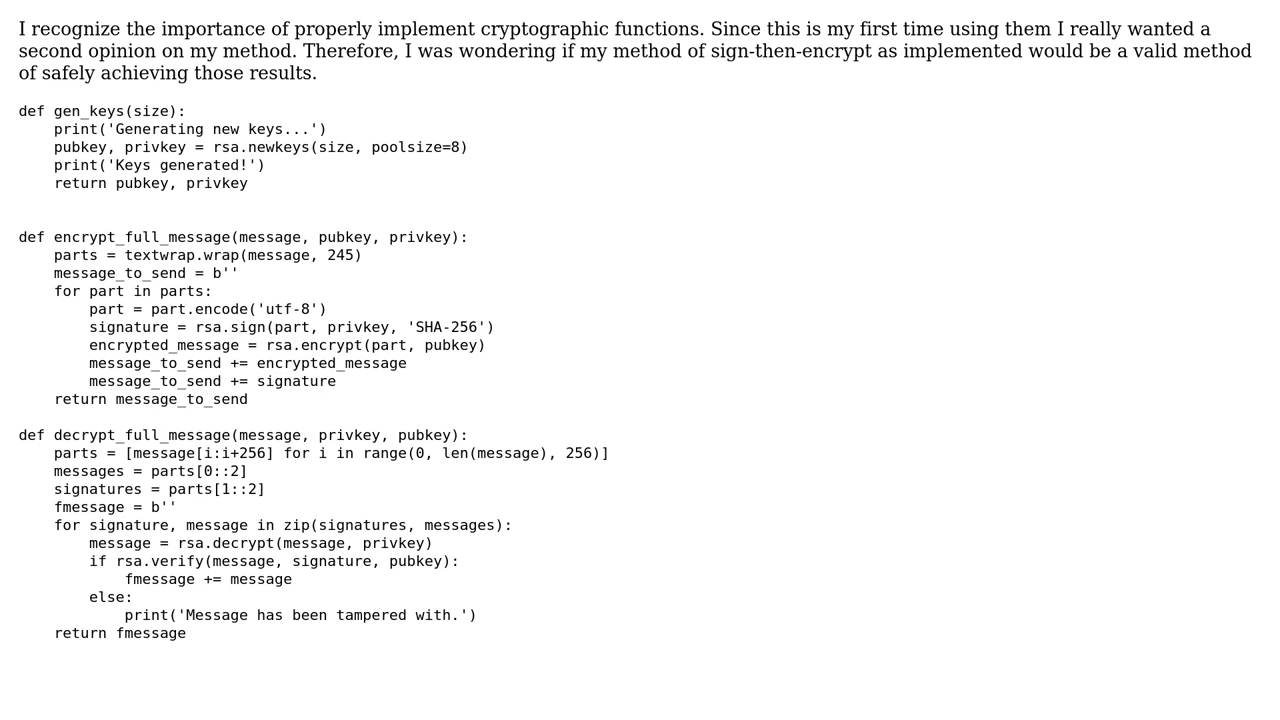 I recognize the importance of properly implement cryptographic functions. Since this is my first time using them I really wanted a
second opinion on my method. Therefore, I was wondering if my method of sign-then-encrypt as implemented would be a valid method
of safely achieving those results.
def gen_keys(size):
    print('Generating new keys...')
    pubkey, privkey = rsa.newkeys(size, poolsize=8)
    print('Keys generated!')
    return pubkey, privkey
def encrypt_full_message(message, pubkey, privkey):
    parts = textwrap.wrap(message, 245)
    message_to_send = b''
    for part in parts:
        part = part.encode('utf-8')
        signature = rsa.sign(part, privkey, 'SHA-256')
        encrypted_message = rsa.encrypt(part, pubkey)
        message_to_send += encrypted_message
        message_to_send += signature
    return message_to_send
def decrypt_full_message(message, privkey, pubkey):
    parts = [message[i:i+256] for i in range(0, len(message), 256)]
    messages = parts[0::2]
    signatures = parts[1::2]
    fmessage = b''
    for signature, message in zip(signatures, messages):
        message = rsa.decrypt(message, privkey)
        if rsa.verify(message, signature, pubkey):
            fmessage += message
        else:
            print('Message has been tampered with.')
    return fmessage